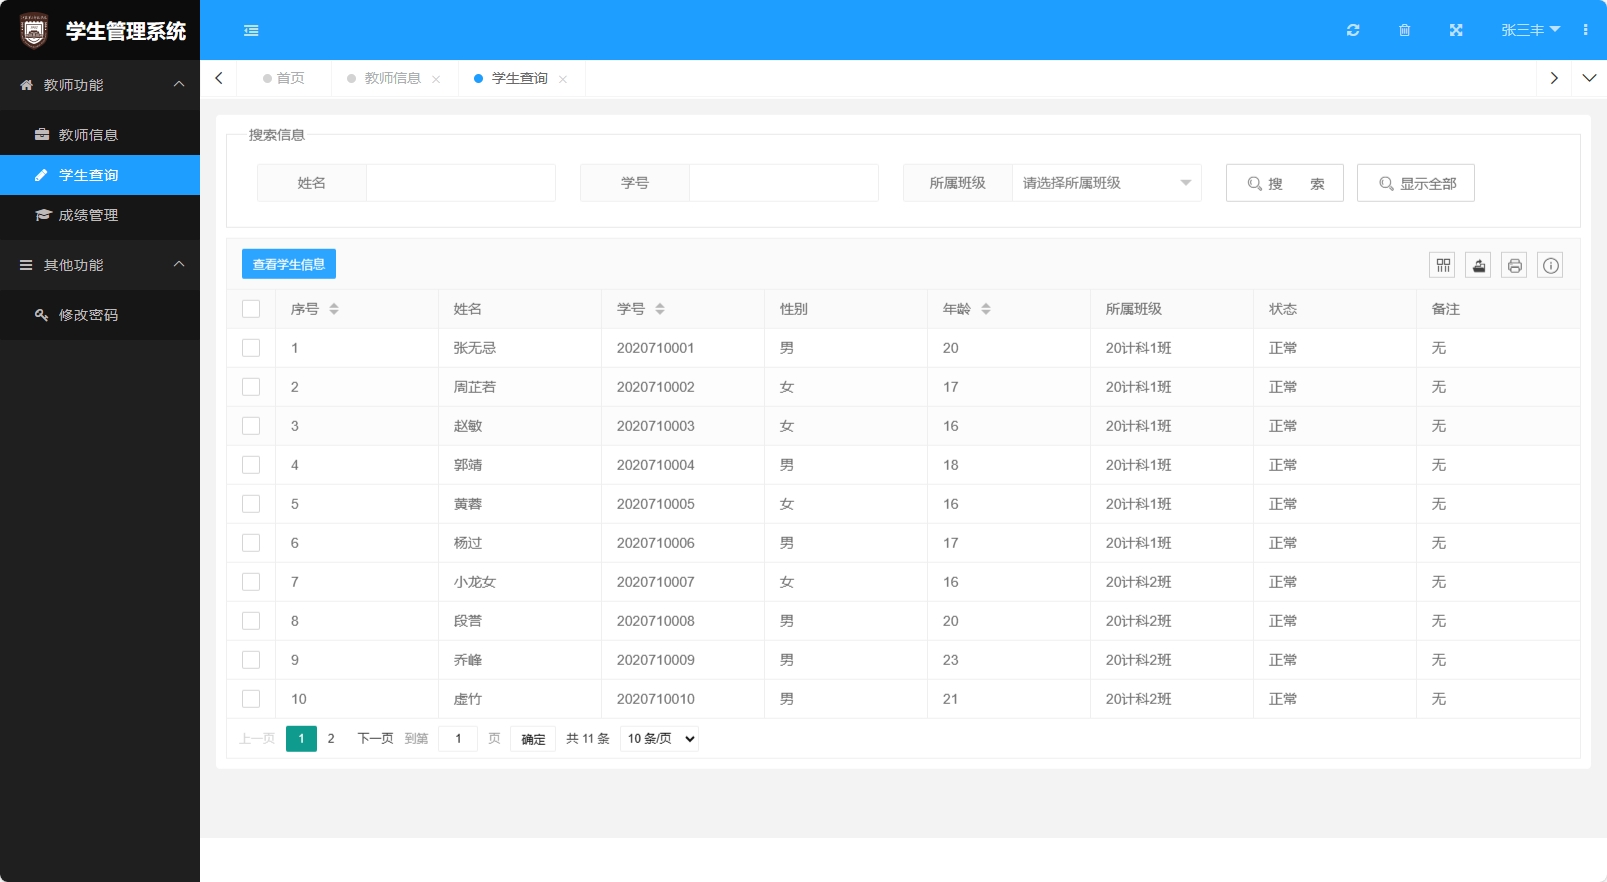 学生管理系统
张三丰
教师功能
教师信息
学生查询
成绩管理
其他功能
修改密码
首页 教师信息 学生查询
搜索信息
姓名 学号 所属班级 请选择所属班级 搜 索 显示全部
查看学生信息
序号 姓名 学号 性别 年龄 所属班级 状态 备注
1 张无忌 2020710001 男 20 20计科1班 正常 无
2 周芷若 2020710002 女 17 20计科1班 正常 无
3 赵敏 2020710003 女 16 20计科1班 正常 无
4 郭靖 2020710004 男 18 20计科1班 正常 无
5 黄蓉 2020710005 女 16 20计科1班 正常 无
6 杨过 2020710006 男 17 20计科1班 正常 无
7 小龙女 2020710007 女 16 20计科2班 正常 无
8 段誉 2020710008 男 20 20计科2班 正常 无
9 乔峰 2020710009 男 23 20计科2班 正常 无
10 虚竹 2020710010 男 21 20计科2班 正常 无
上一页 1 2 下一页 到第 1 页 确定 共 11 条 10 条/页